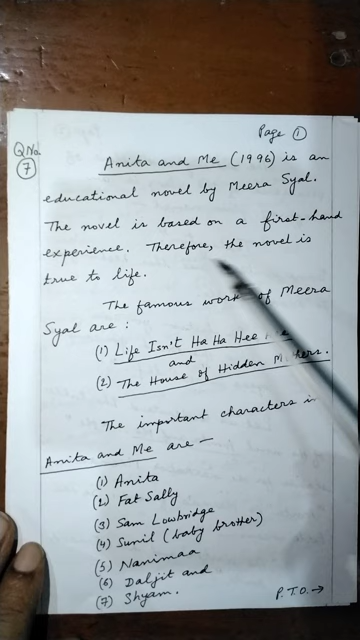 Page ①
Q No.
⑦
Anita and Me (1996) is an
educational novel by Meera Syal.
The novel is based on a first-hand
experience. Therefore, the novel is
true to life.
The famous work of Meera
Syal are :
(1) Life Isn't Ha Ha Hee
and
(2) The House of Hidden
The important characters in
Anita and Me are —
(1) Anita
(2) Fat Sally
(3) Sam Lowbridge
(4) Sunil (baby brother)
(5) Nanimaa
(6) Daljit and
(7) Shyam.
P.T.O. →